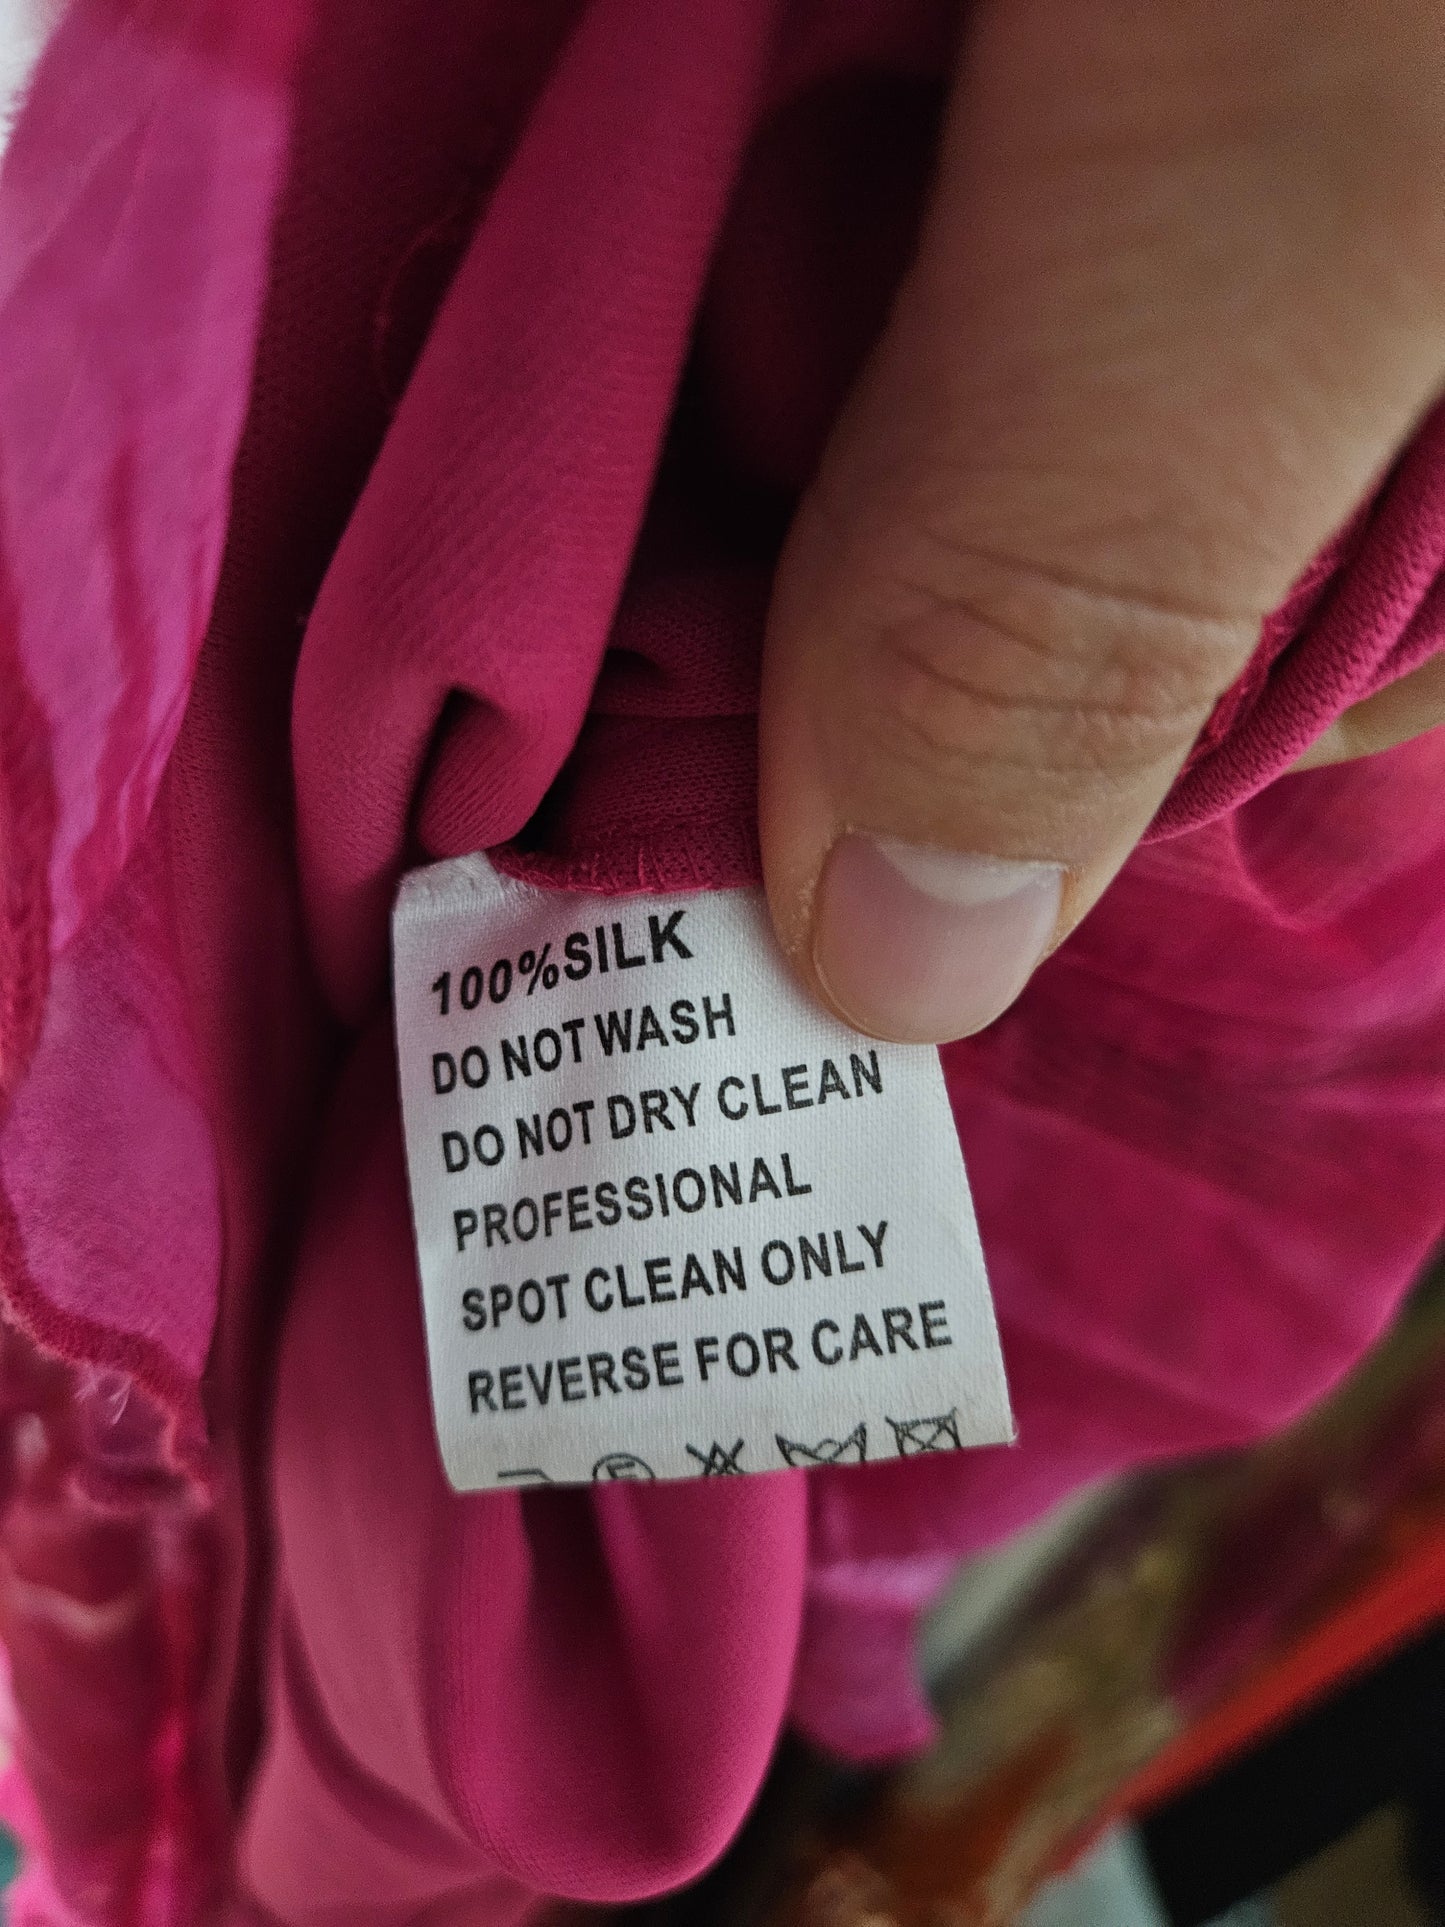 100%SILK
DO NOT WASH
DO NOT DRY CLEAN
PROFESSIONAL
SPOT CLEAN ONLY
REVERSE FOR CARE